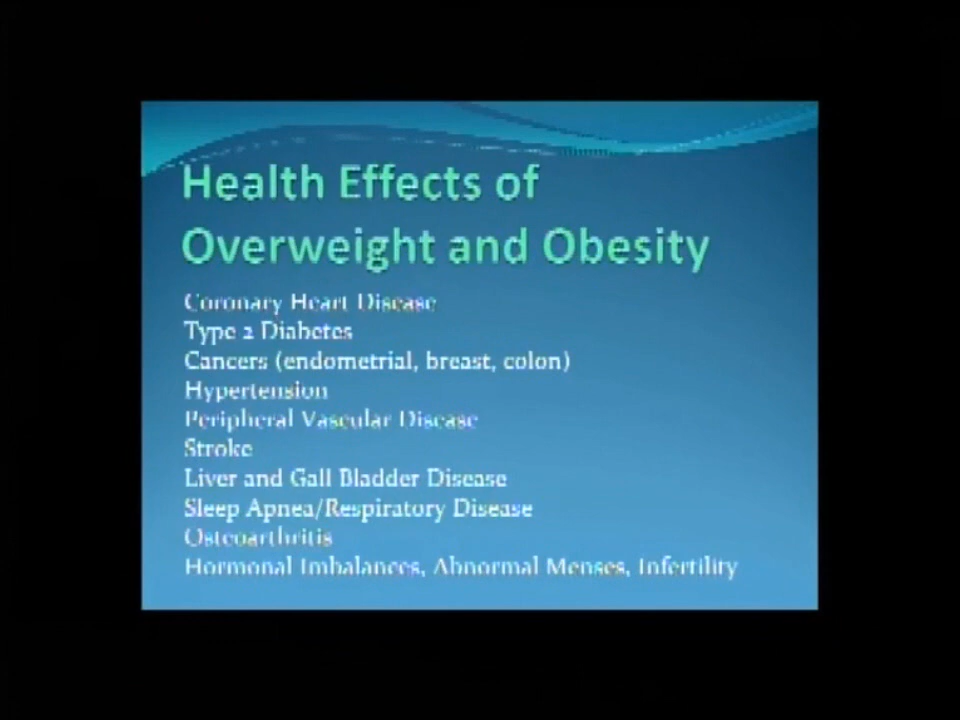 Health Effects of
Overweight and Obesity
Coronary Heart Disease
Type 2 Diabetes
Cancers (endometrial, breast, colon)
Hypertension
Peripheral Vascular Disease
Stroke
Liver and Gall Bladder Disease
Sleep Apnea/Respiratory Disease
Osteoarthritis
Hormonal Imbalances, Abnormal Menses, Infertility